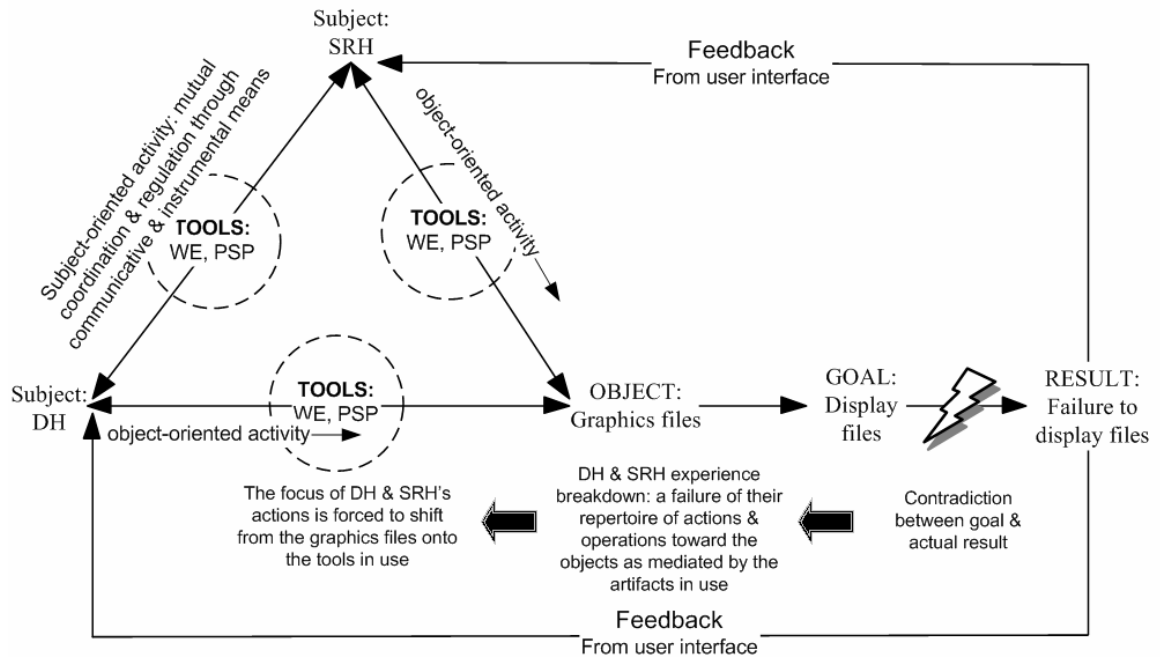 Subject:
SRH
Feedback
From user interface
Subject-oriented activity: mutual
coordination & regulation through
communicative & instrumental means
object-oriented activity
TOOLS:
WE, PSP
TOOLS:
WE, PSP
Subject:
DH
TOOLS:
WE, PSP
object-oriented activity
OBJECT:
Graphics files
GOAL:
Display
files
RESULT:
Failure to
display files
The focus of DH & SRH's
actions is forced to shift
from the graphics files onto
the tools in use
DH & SRH experience
breakdown: a failure of their
repertoire of actions &
operations toward the
objects as mediated by the
artifacts in use
Contradiction
between goal &
actual result
Feedback
From user interface